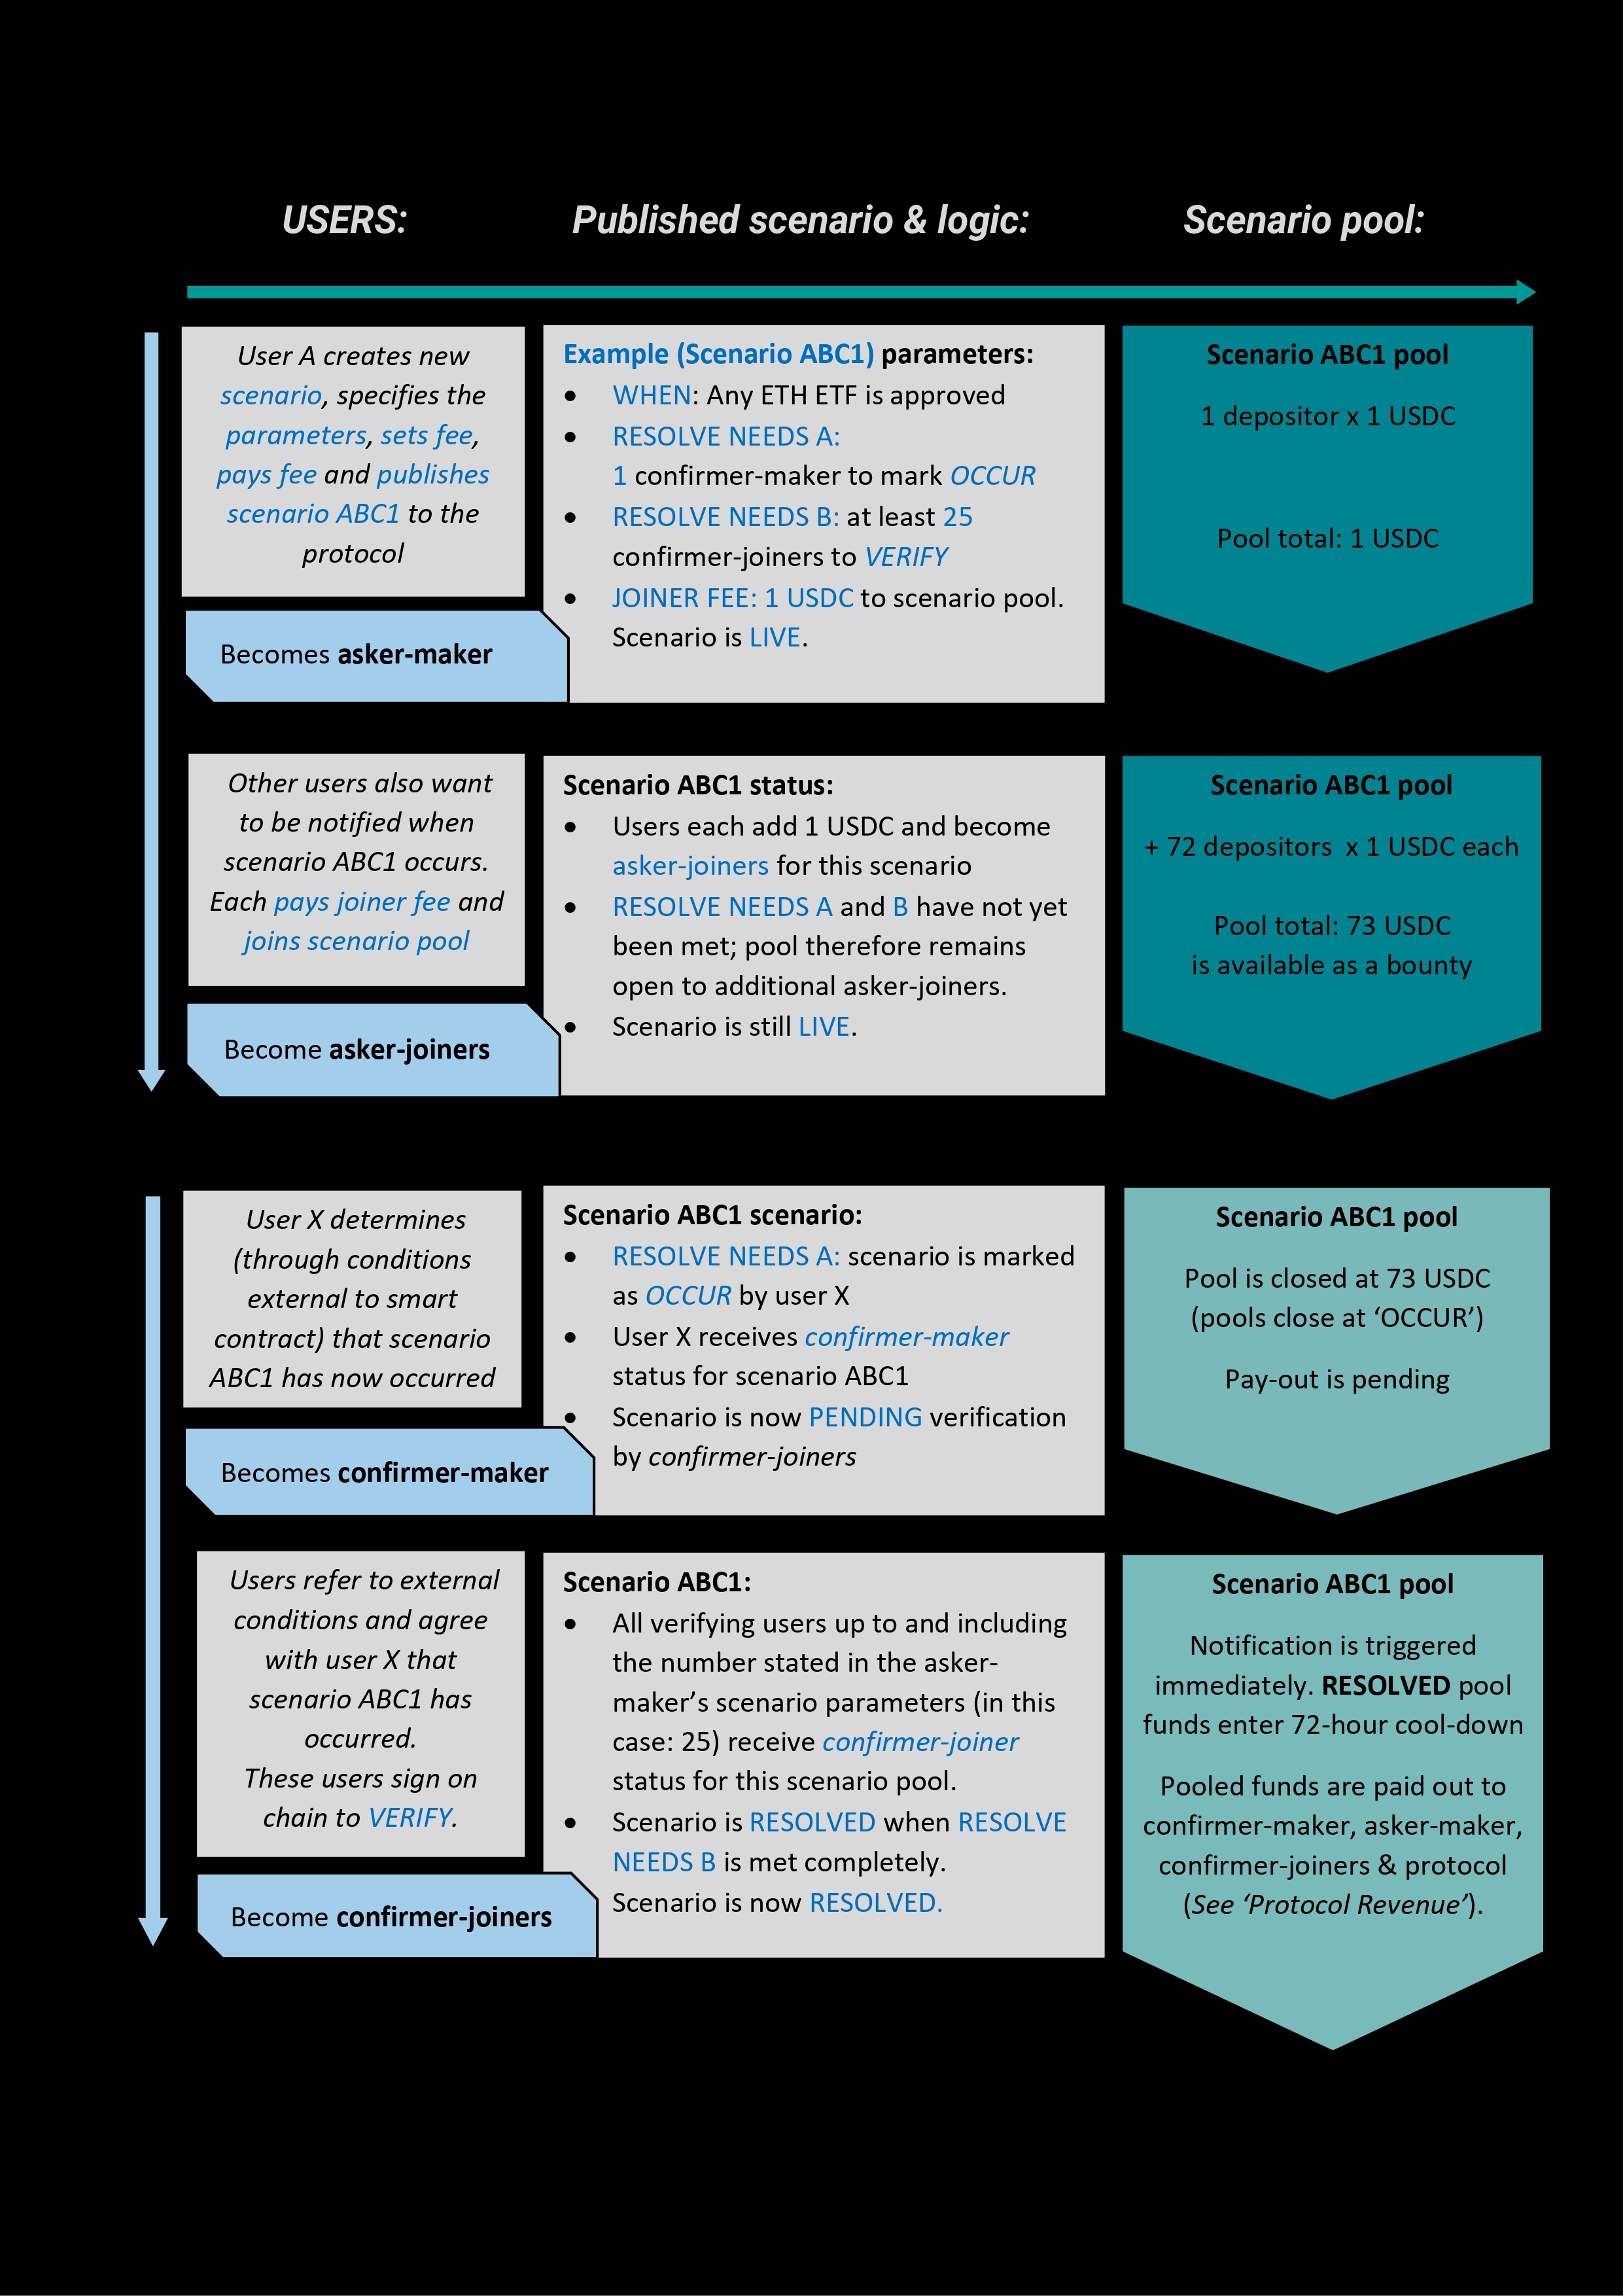 USERS:
Published scenario & logic:
Scenario pool:
User A creates new
scenario, specifies the
parameters, sets fee,
pays fee and publishes
scenario ABC1 to the
protocol
Becomes asker-maker
Example (Scenario ABC1) parameters:
• WHEN: Any ETH ETF is approved
• RESOLVE NEEDS A:
1 confirmer-maker to mark OCCUR
• RESOLVE NEEDS B: at least 25
confirmer-joiners to VERIFY
• JOINER FEE: 1 USDC to scenario pool.
Scenario is LIVE.
Scenario ABC1 pool
1 depositor x 1 USDC
Pool total: 1 USDC
Other users also want
to be notified when
scenario ABC1 occurs.
Each pays joiner fee and
joins scenario pool
Become asker-joiners
Scenario ABC1 status:
• Users each add 1 USDC and become
asker-joiners for this scenario
• RESOLVE NEEDS A and B have not yet
been met; pool therefore remains
open to additional asker-joiners.
• Scenario is still LIVE.
Scenario ABC1 pool
+ 72 depositors x 1 USDC each
Pool total: 73 USDC
is available as a bounty
User X determines
(through conditions
external to smart
contract) that scenario
ABC1 has now occurred
Becomes confirmer-maker
Scenario ABC1 scenario:
• RESOLVE NEEDS A: scenario is marked
as OCCUR by user X
• User X receives confirmer-maker
status for scenario ABC1
• Scenario is now PENDING verification
by confirmer-joiners
Scenario ABC1 pool
Pool is closed at 73 USDC
(pools close at ‘OCCUR’)
Pay-out is pending
Users refer to external
conditions and agree
with user X that
scenario ABC1 has
occurred.
These users sign on
chain to VERIFY.
Become confirmer-joiners
Scenario ABC1:
• All verifying users up to and including
the number stated in the asker-
maker’s scenario parameters (in this
case: 25) receive confirmer-joiner
status for this scenario pool.
• Scenario is RESOLVED when RESOLVE
NEEDS B is met completely.
Scenario is now RESOLVED.
Scenario ABC1 pool
Notification is triggered
immediately. RESOLVED pool
funds enter 72-hour cool-down
Pooled funds are paid out to
confirmer-maker, asker-maker,
confirmer-joiners & protocol
(See ‘Protocol Revenue’).